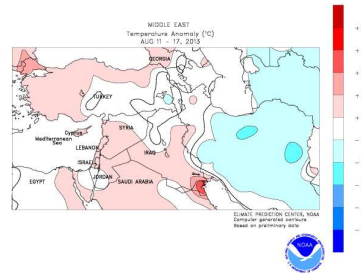 MIDDLE EAST
Temperature Anomaly (°C)
AUG 11 - 17, 2013
GEORGIA
TURKEY
Cyprus
Mediterranean
Sea
SYRIA
LEBANON
IRAQ
ISRAEL
JORDAN
EGYPT
SAUDI ARABIA
CLIMATE PREDICTION CENTER, NOAA
Computer generated contours
Based on preliminary data
NOAA